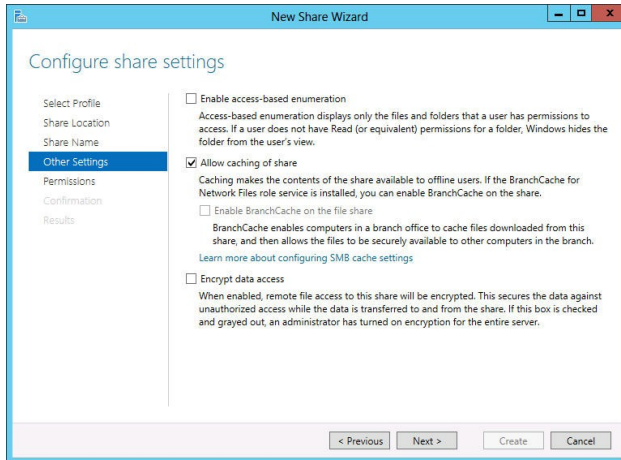 New Share Wizard
Configure share settings
Select Profile
Share Location
Share Name
Other Settings
Permissions
Confirmation
Results
Enable access-based enumeration
Access-based enumeration displays only the files and folders that a user has permissions to
access. If a user does not have Read (or equivalent) permissions for a folder, Windows hides the
folder from the user's view.
Allow caching of share
Caching makes the contents of the share available to offline users. If the BranchCache for
Network Files role service is installed, you can enable BranchCache on the share.
Enable BranchCache on the file share
BranchCache enables computers in a branch office to cache files downloaded from this
share, and then allows the files to be securely available to other computers in the branch.
Learn more about configuring SMB cache settings
Encrypt data access
When enabled, remote file access to this share will be encrypted. This secures the data against
unauthorized access while the data is transferred to and from the share. If this box is checked
and grayed out, an administrator has turned on encryption for the entire server.
< Previous
Next >
Create
Cancel